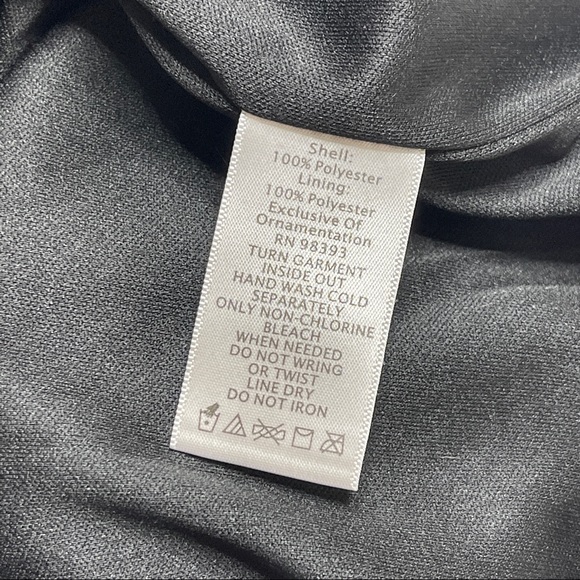 Shell:
100% Polyester
Lining:
100% Polyester
Exclusive Of
Ornamentation
RN 98393
TURN GARMENT
INSIDE OUT
HAND WASH COLD
SEPARATELY
ONLY NON-CHLORINE
BLEACH
WHEN NEEDED
DO NOT WRING
OR TWIST
LINE DRY
DO NOT IRON